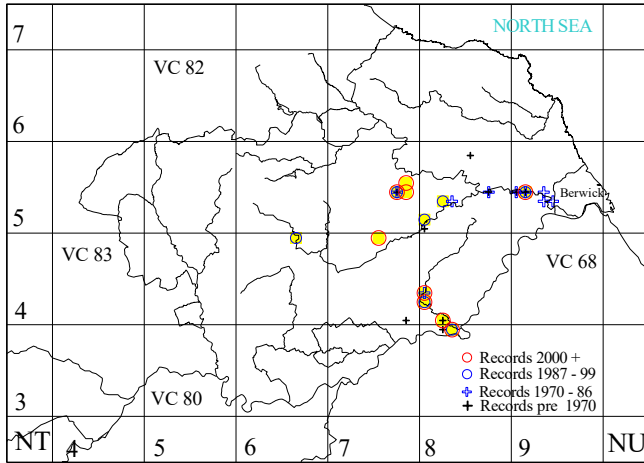 NORTH SEA
7
VC 82
6
Berwick
5
VC 83
VC 68
4
Records 2000 +
Records 1987 - 99
Records 1970 - 86
VC 80
Records pre 1970
3
NT 4 5 6 7 8 9 NU